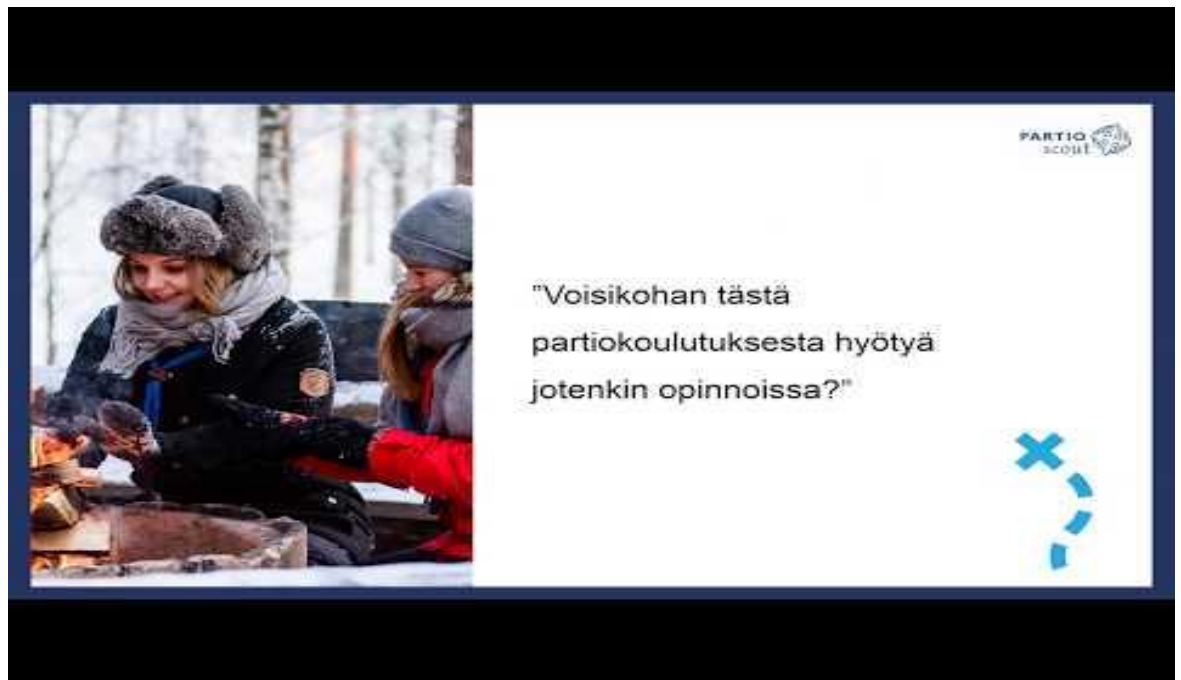 PARTIO
scout
"Voisikohan tästä
partiokoulutuksesta hyötyä
jotenkin opinnoissa?"